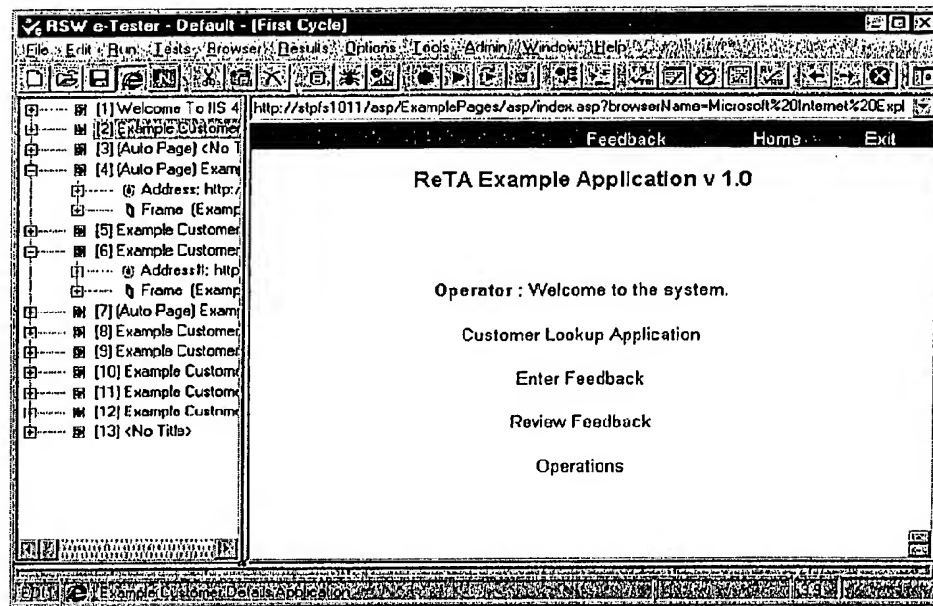 RSW e-Tester - Default - [First Cycle]
File Edit Run Tests Browser Results Options Tools Admin Window Help
[1] Welcome To IIS 4
[2] Example Customer
[3] (Auto Page) <No T
[4] (Auto Page) Exam
Address: http:/
Frame (Examp
[5] Example Customer
[6] Example Customer
Address!!: http
Frame (Examp
[7] (Auto Page) Exam
[8] Example Customer
[9] Example Customer
[10] Example Custome
[11] Example Custome
[12] Example Custome
[13] <No Title>
http://stpfs1011/asp/ExamplePages/asp/index.asp?browserName=Microsoft%20Internet%20Expl
Feedback Home Exit
ReTA Example Application v 1.0
Operator : Welcome to the system.
Customer Lookup Application
Enter Feedback
Review Feedback
Operations
EDIT Example Customer Details Application